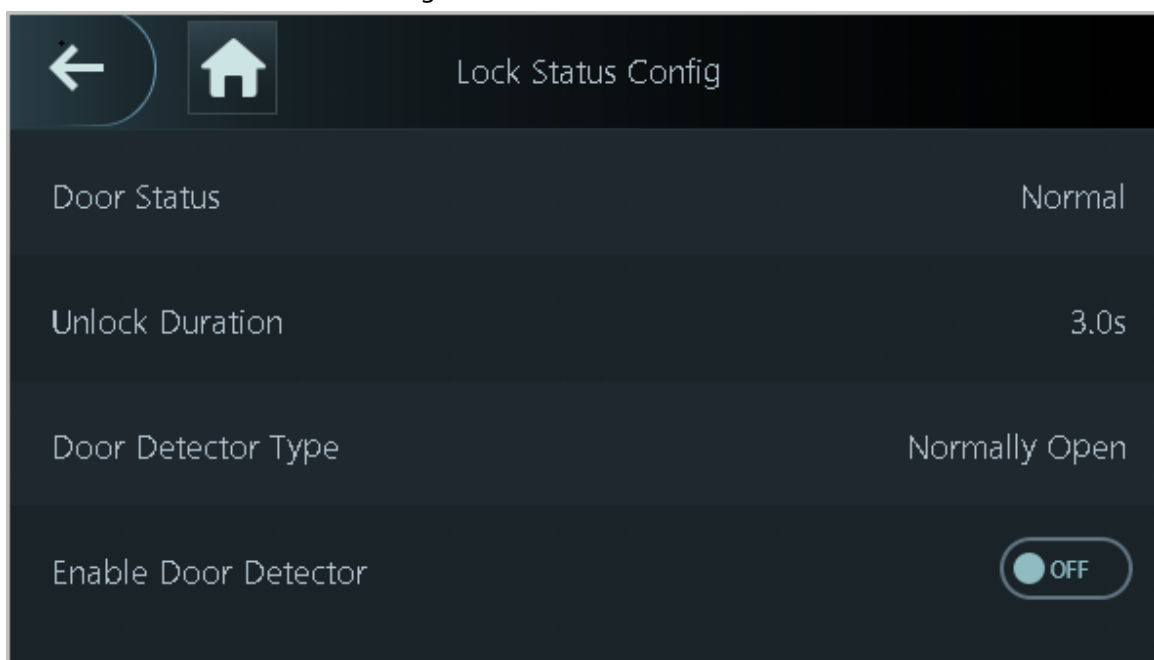 Lock Status Config
Door Status Normal
Unlock Duration 3.0s
Door Detector Type Normally Open
Enable Door Detector OFF